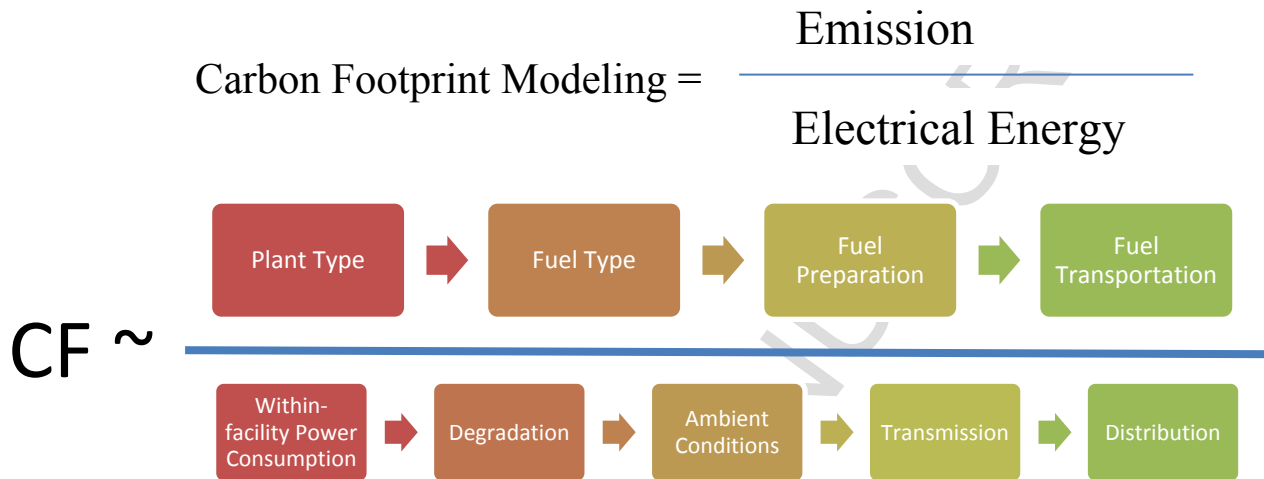 Emission
Carbon Footprint Modeling =
Electrical Energy
Plant Type
Fuel Type
Fuel
Preparation
Fuel
Transportation
CF ~
Within-
facility Power
Consumption
Degradation
Ambient
Conditions
Transmission
Distribution